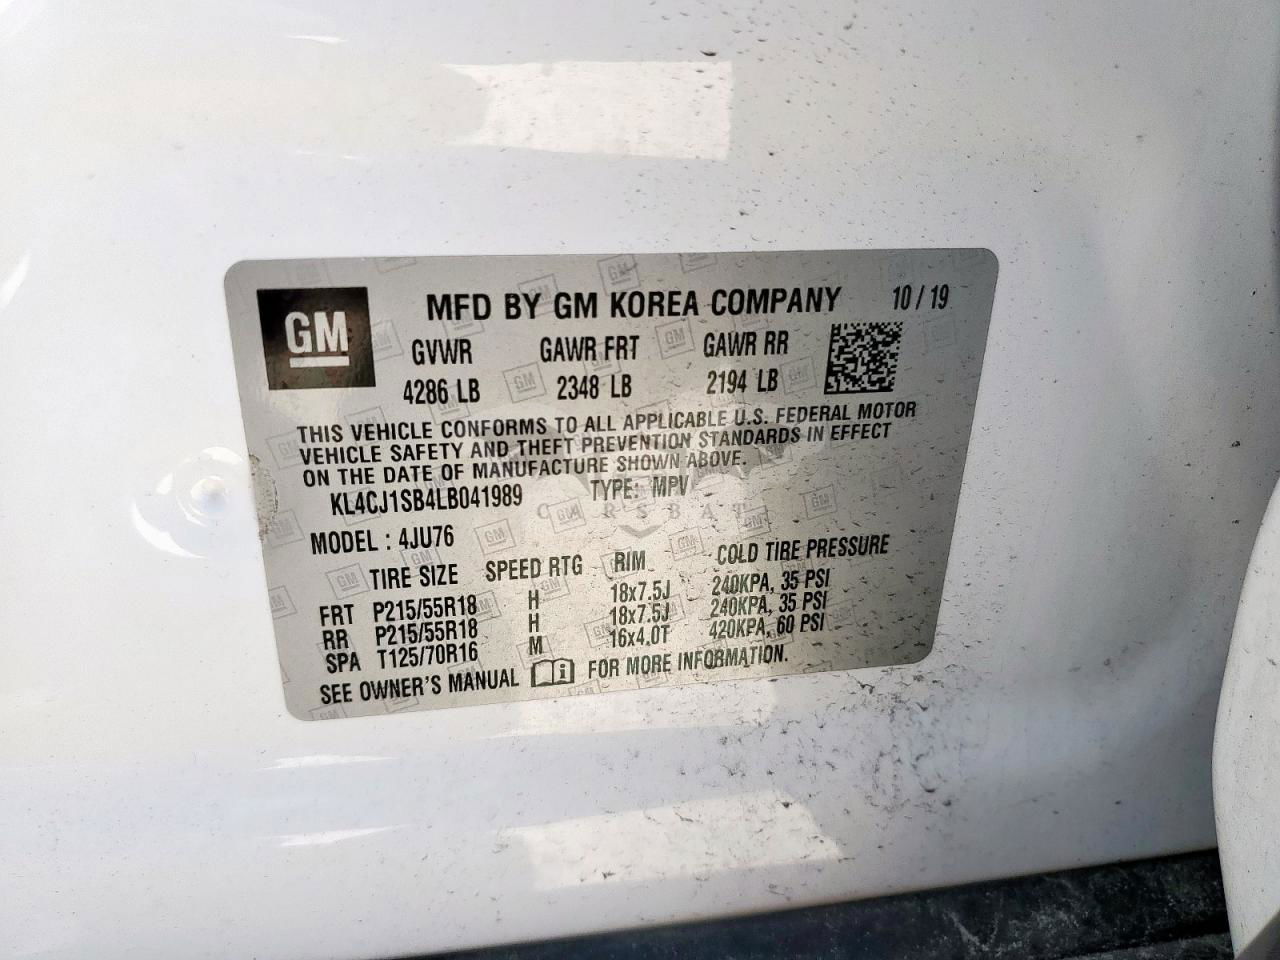 GM
MFD BY GM KOREA COMPANY 10 / 19
GVWR GAWR FRT GAWR RR
4286 LB 2348 LB 2194 LB
THIS VEHICLE CONFORMS TO ALL APPLICABLE U.S. FEDERAL MOTOR
VEHICLE SAFETY AND THEFT PREVENTION STANDARDS IN EFFECT
ON THE DATE OF MANUFACTURE SHOWN ABOVE.
KL4CJ1SB4LB041989 TYPE: MPV
MODEL : 4JU76
TIRE SIZE SPEED RTG RIM COLD TIRE PRESSURE
FRT P215/55R18 H 18x7.5J 240KPA, 35 PSI
RR P215/55R18 H 18x7.5J 240KPA, 35 PSI
SPA T125/70R16 M 16x4.0T 420KPA, 60 PSI
SEE OWNER'S MANUAL FOR MORE INFORMATION.